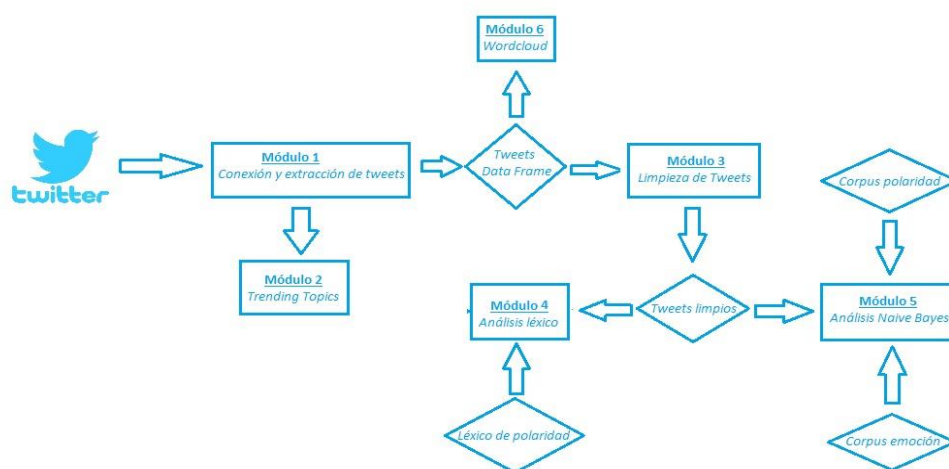 Módulo 6
Wordcloud
twitter
Módulo 1
Conexión y extracción de tweets
Tweets
Data Frame
Módulo 3
Limpieza de Tweets
Corpus polaridad
Módulo 2
Trending Topics
Módulo 4
Análisis léxico
Tweets limpios
Módulo 5
Análisis Naive Bayes
Léxico de polaridad
Corpus emoción